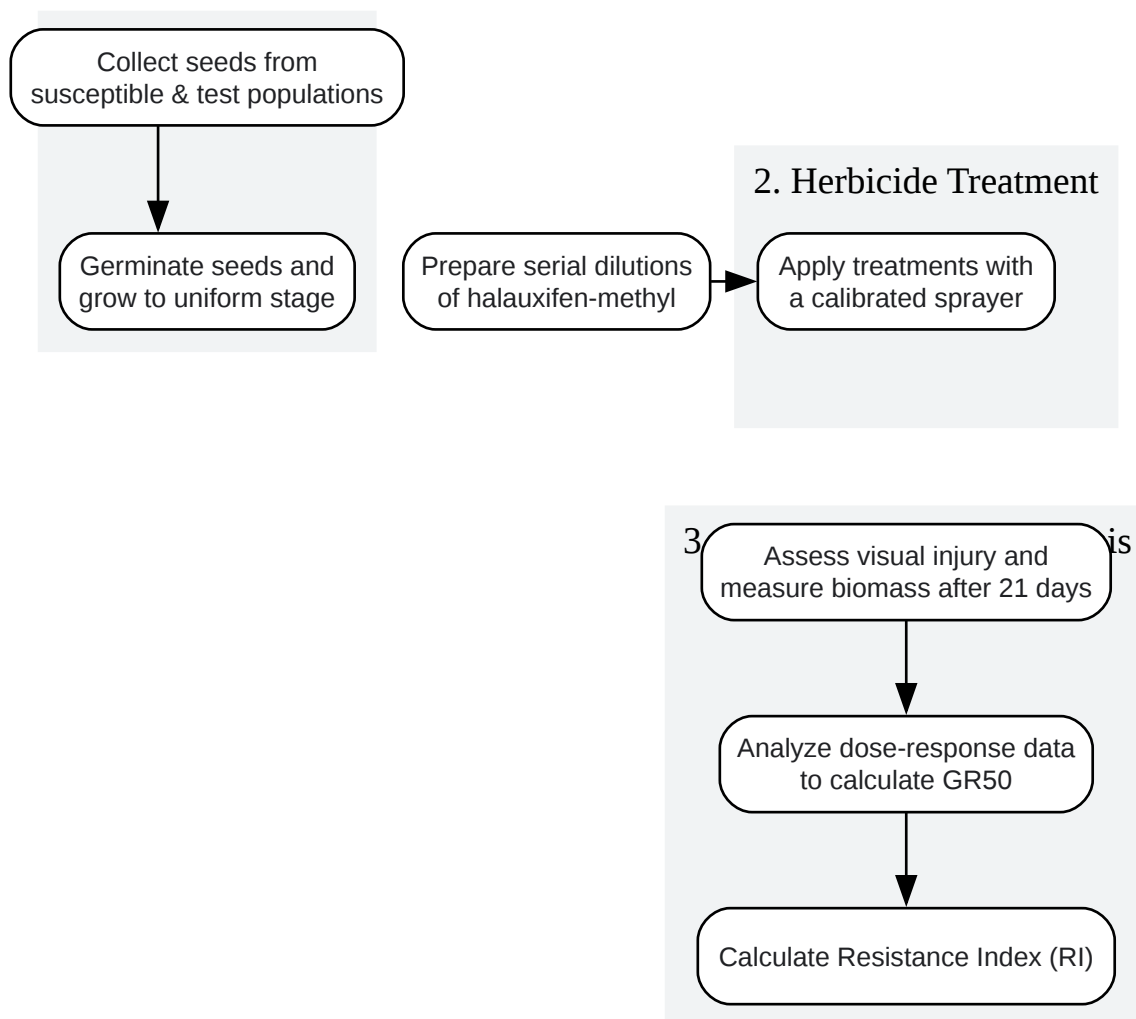 Collect seeds from
susceptible & test populations
Germinate seeds and
grow to uniform stage
Prepare serial dilutions
of halauxifen-methyl
2. Herbicide Treatment
Apply treatments with
a calibrated sprayer
3
Assess visual injury and
measure biomass after 21 days
Analyze dose-response data
to calculate GR50
Calculate Resistance Index (RI)